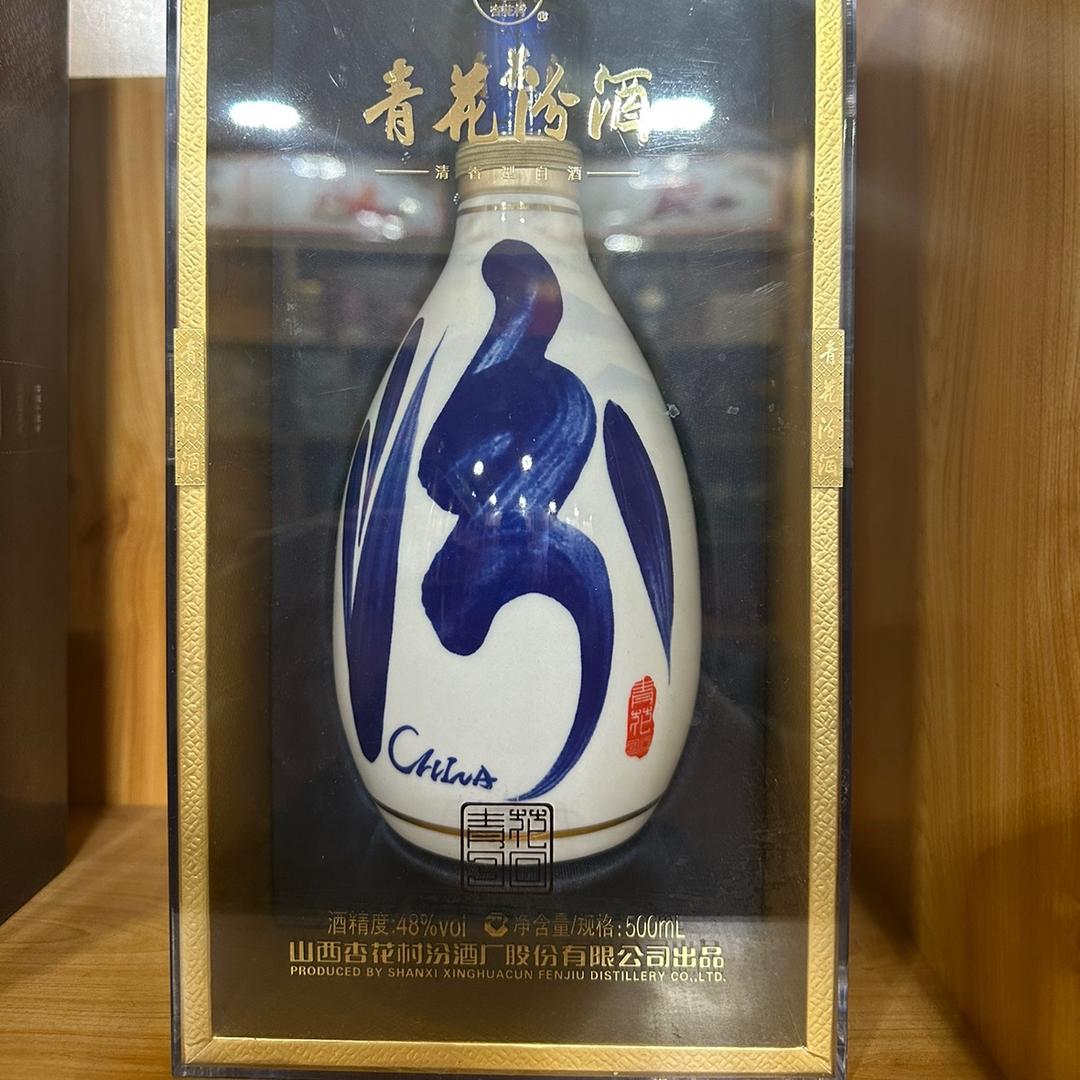 杏花村
青花汾酒
清香型白酒
青花汾酒
青花汾酒
汾
CHINA
青花
青花
酒精度:48%vol 净含量/规格:500mL
山西杏花村汾酒厂股份有限公司出品
PRODUCED BY SHANXI XINGHUACUN FENJIU DISTILLERY CO.,LTD.